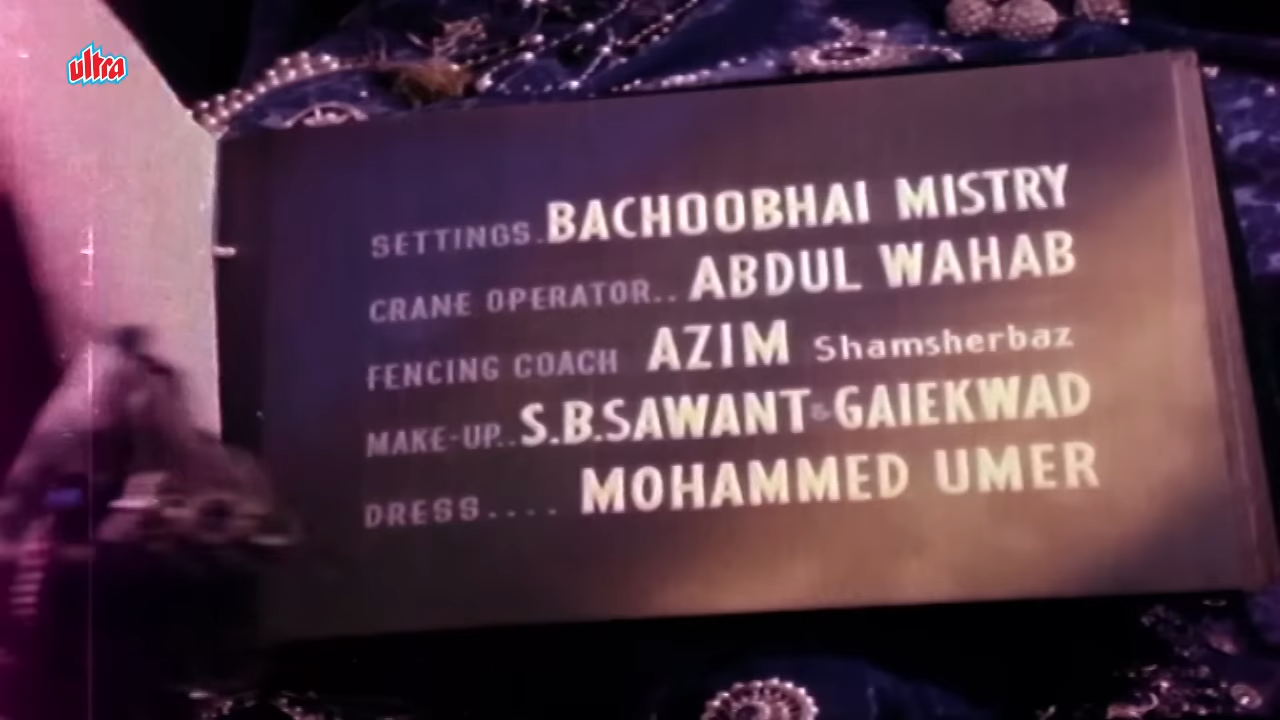 ultra
SETTINGS.BACHOOBHAI MISTRY
CRANE OPERATOR..ABDUL WAHAB
FENCING COACH AZIM Shamsherbaz
MAKE-UP..S.B.SAWANT & GAIEKWAD
DRESS....MOHAMMED UMER